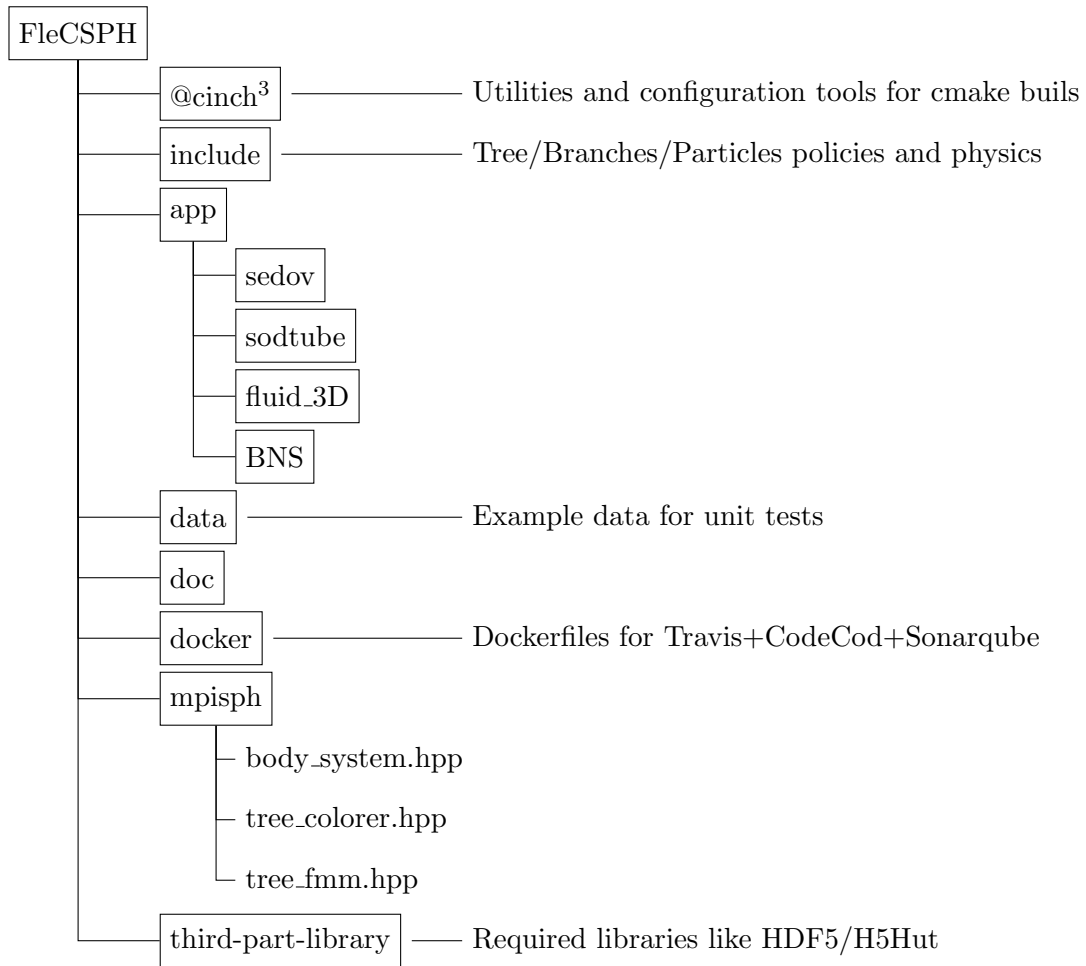 FleCSPH
@cinch³ Utilities and configuration tools for cmake buils
include Tree/Branches/Particles policies and physics
app
sedov
sodtube
fluid_3D
BNS
data Example data for unit tests
doc
docker Dockerfiles for Travis+CodeCod+Sonarqube
mpisph
body_system.hpp
tree_colorer.hpp
tree_fmm.hpp
third-part-library Required libraries like HDF5/H5Hut